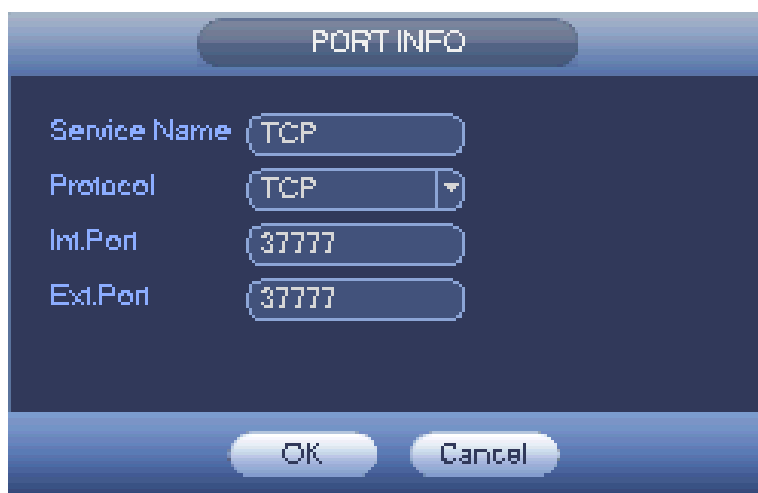 PORT INFO
Service Name TCP
Protocol TCP
Int.Port 37777
Ext.Port 37777
OK Cancel